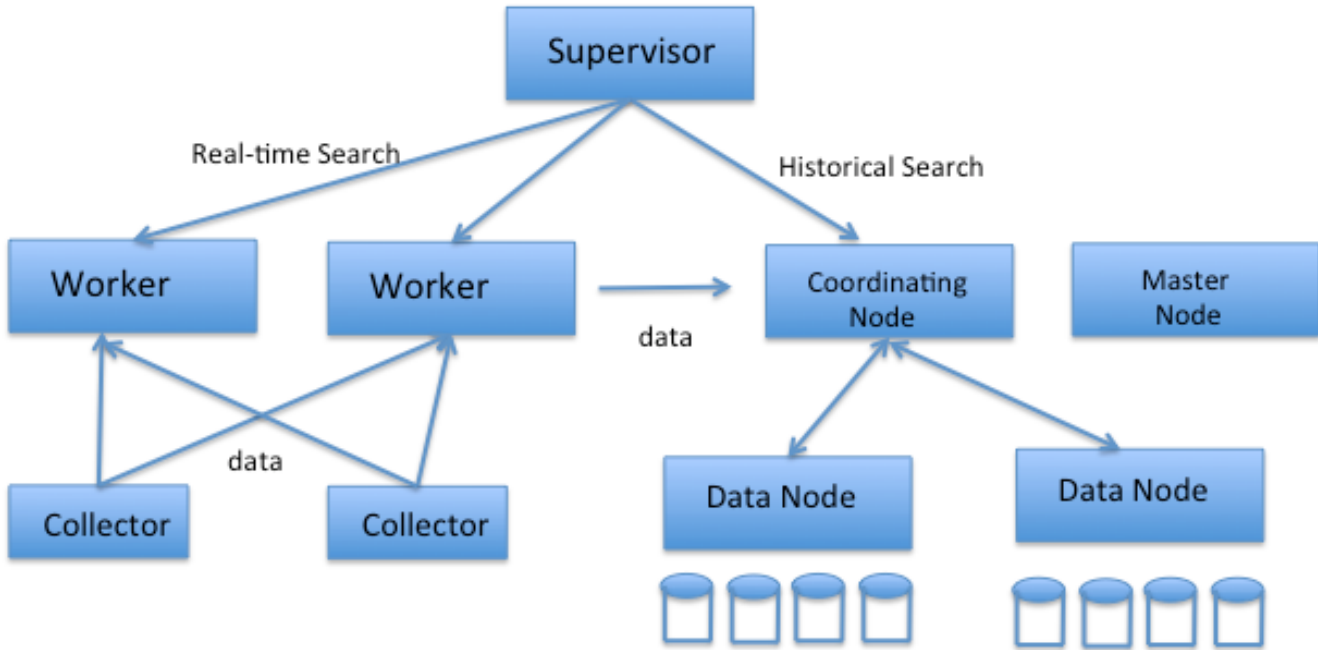 Supervisor
Real-time Search
Historical Search
Worker
Worker
Coordinating
Node
Master
Node
data
data
Collector
Collector
Data Node
Data Node